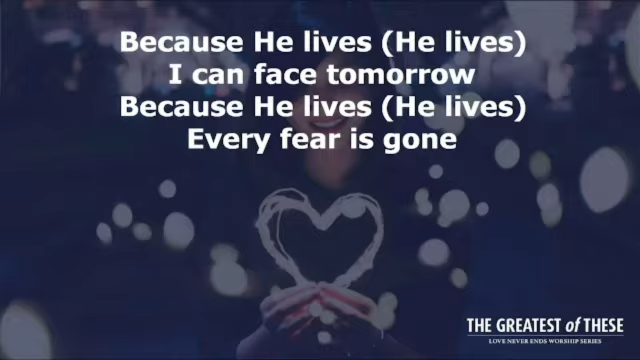 Because He lives (He lives)
I can face tomorrow
Because He lives (He lives)
Every fear is gone
THE GREATEST of THESE
LOVE NEVER ENDS WORSHIP SERIES